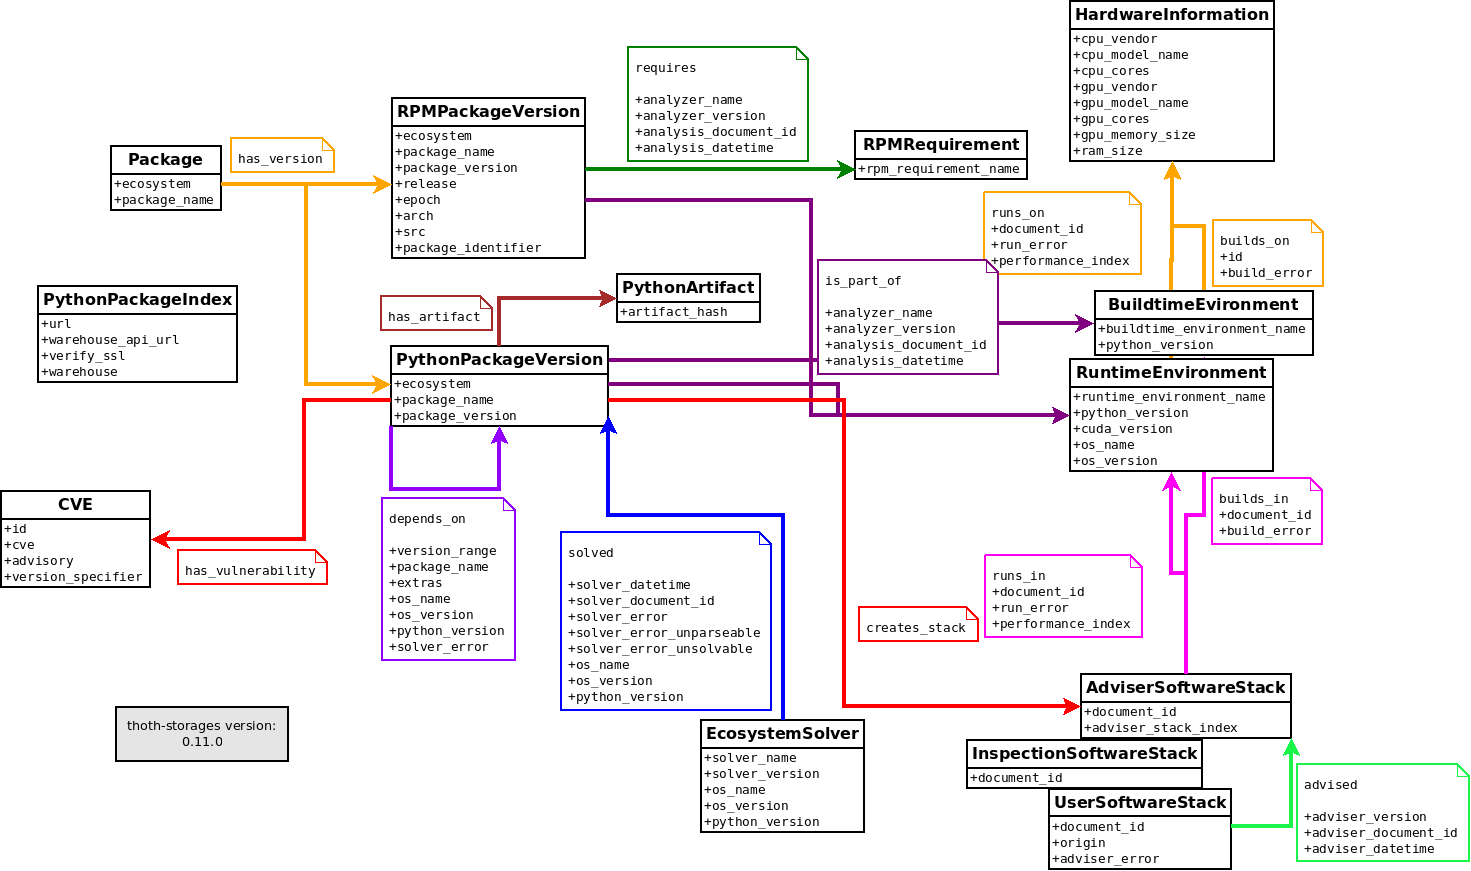 HardwareInformation
+cpu_vendor
+cpu_model_name
+cpu_cores
+gpu_vendor
+gpu_model_name
+gpu_cores
+gpu_memory_size
+ram_size
requires
+analyzer_name
+analyzer_version
+analysis_document_id
+analysis_datetime
RPMPackageVersion
+ecosystem
+package_name
+package_version
+release
+epoch
+arch
+src
+package_identifier
Package
+ecosystem
+package_name
has_version
RPMRequirement
+rpm_requirement_name
runs_on
+document_id
+run_error
+performance_index
builds_on
+id
+build_error
is_part_of
+analyzer_name
+analyzer_version
+analysis_document_id
+analysis_datetime
PythonArtifact
+artifact_hash
has_artifact
PythonPackageIndex
+url
+warehouse_api_url
+verify_ssl
+warehouse
BuildtimeEvironment
+buildtime_environment_name
+python_version
PythonPackageVersion
+ecosystem
+package_name
+package_version
RuntimeEnvironment
+runtime_environment_name
+python_version
+cuda_version
+os_name
+os_version
CVE
+id
+cve
+advisory
+version_specifier
has_vulnerability
depends_on
+version_range
+package_name
+extras
+os_name
+os_version
+python_version
+solver_error
solved
+solver_datetime
+solver_document_id
+solver_error
+solver_error_unparseable
+solver_error_unsolvable
+os_name
+os_version
+python_version
builds_in
+document_id
+build_error
runs_in
+document_id
+run_error
+performance_index
creates_stack
AdviserSoftwareStack
+document_id
+adviser_stack_index
thoth-storages version:
0.11.0
EcosystemSolver
+solver_name
+solver_version
+os_name
+os_version
+python_version
InspectionSoftwareStack
+document_id
UserSoftwareStack
+document_id
+origin
+adviser_error
advised
+adviser_version
+adviser_document_id
+adviser_datetime